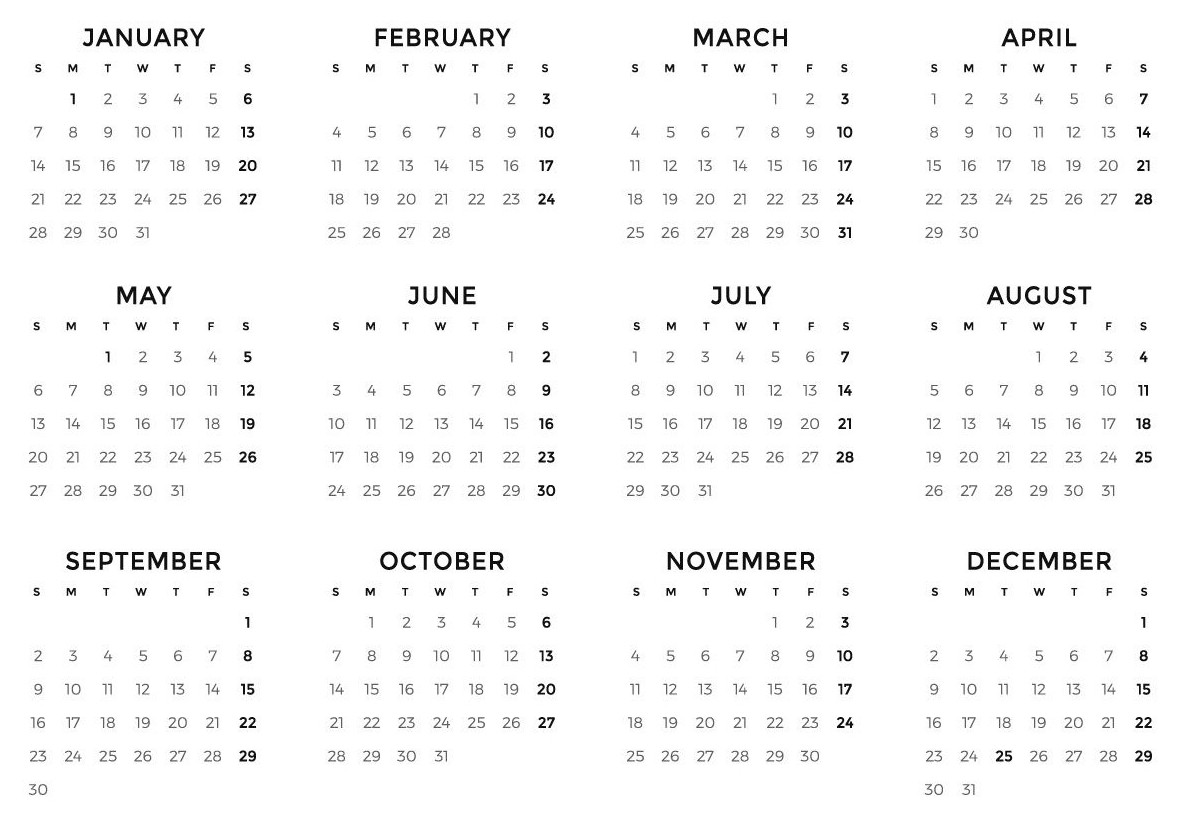 JANUARY FEBRUARY MARCH APRIL
S M T W T F S S M T W T F S S M T W T F S S M T W T F S
1 2 3 4 5 6 1 2 3 1 2 3 1 2 3 4 5 6 7
7 8 9 10 11 12 13 4 5 6 7 8 9 10 4 5 6 7 8 9 10 8 9 10 11 12 13 14
14 15 16 17 18 19 20 11 12 13 14 15 16 17 11 12 13 14 15 16 17 15 16 17 18 19 20 21
21 22 23 24 25 26 27 18 19 20 21 22 23 24 18 19 20 21 22 23 24 22 23 24 25 26 27 28
28 29 30 31 25 26 27 28 25 26 27 28 29 30 31 29 30
MAY JUNE JULY AUGUST
S M T W T F S S M T W T F S S M T W T F S S M T W T F S
1 2 3 4 5 1 2 1 2 3 4 5 6 7 1 2 3 4
6 7 8 9 10 11 12 3 4 5 6 7 8 9 8 9 10 11 12 13 14 5 6 7 8 9 10 11
13 14 15 16 17 18 19 10 11 12 13 14 15 16 15 16 17 18 19 20 21 12 13 14 15 16 17 18
20 21 22 23 24 25 26 17 18 19 20 21 22 23 22 23 24 25 26 27 28 19 20 21 22 23 24 25
27 28 29 30 31 24 25 26 27 28 29 30 29 30 31 26 27 28 29 30 31
SEPTEMBER OCTOBER NOVEMBER DECEMBER
S M T W T F S S M T W T F S S M T W T F S S M T W T F S
1 1 2 3 4 5 6 1 2 3 1
2 3 4 5 6 7 8 7 8 9 10 11 12 13 4 5 6 7 8 9 10 2 3 4 5 6 7 8
9 10 11 12 13 14 15 14 15 16 17 18 19 20 11 12 13 14 15 16 17 9 10 11 12 13 14 15
16 17 18 19 20 21 22 21 22 23 24 25 26 27 18 19 20 21 22 23 24 16 17 18 19 20 21 22
23 24 25 26 27 28 29 28 29 30 31 25 26 27 28 29 30 23 24 25 26 27 28 29
30 30 31